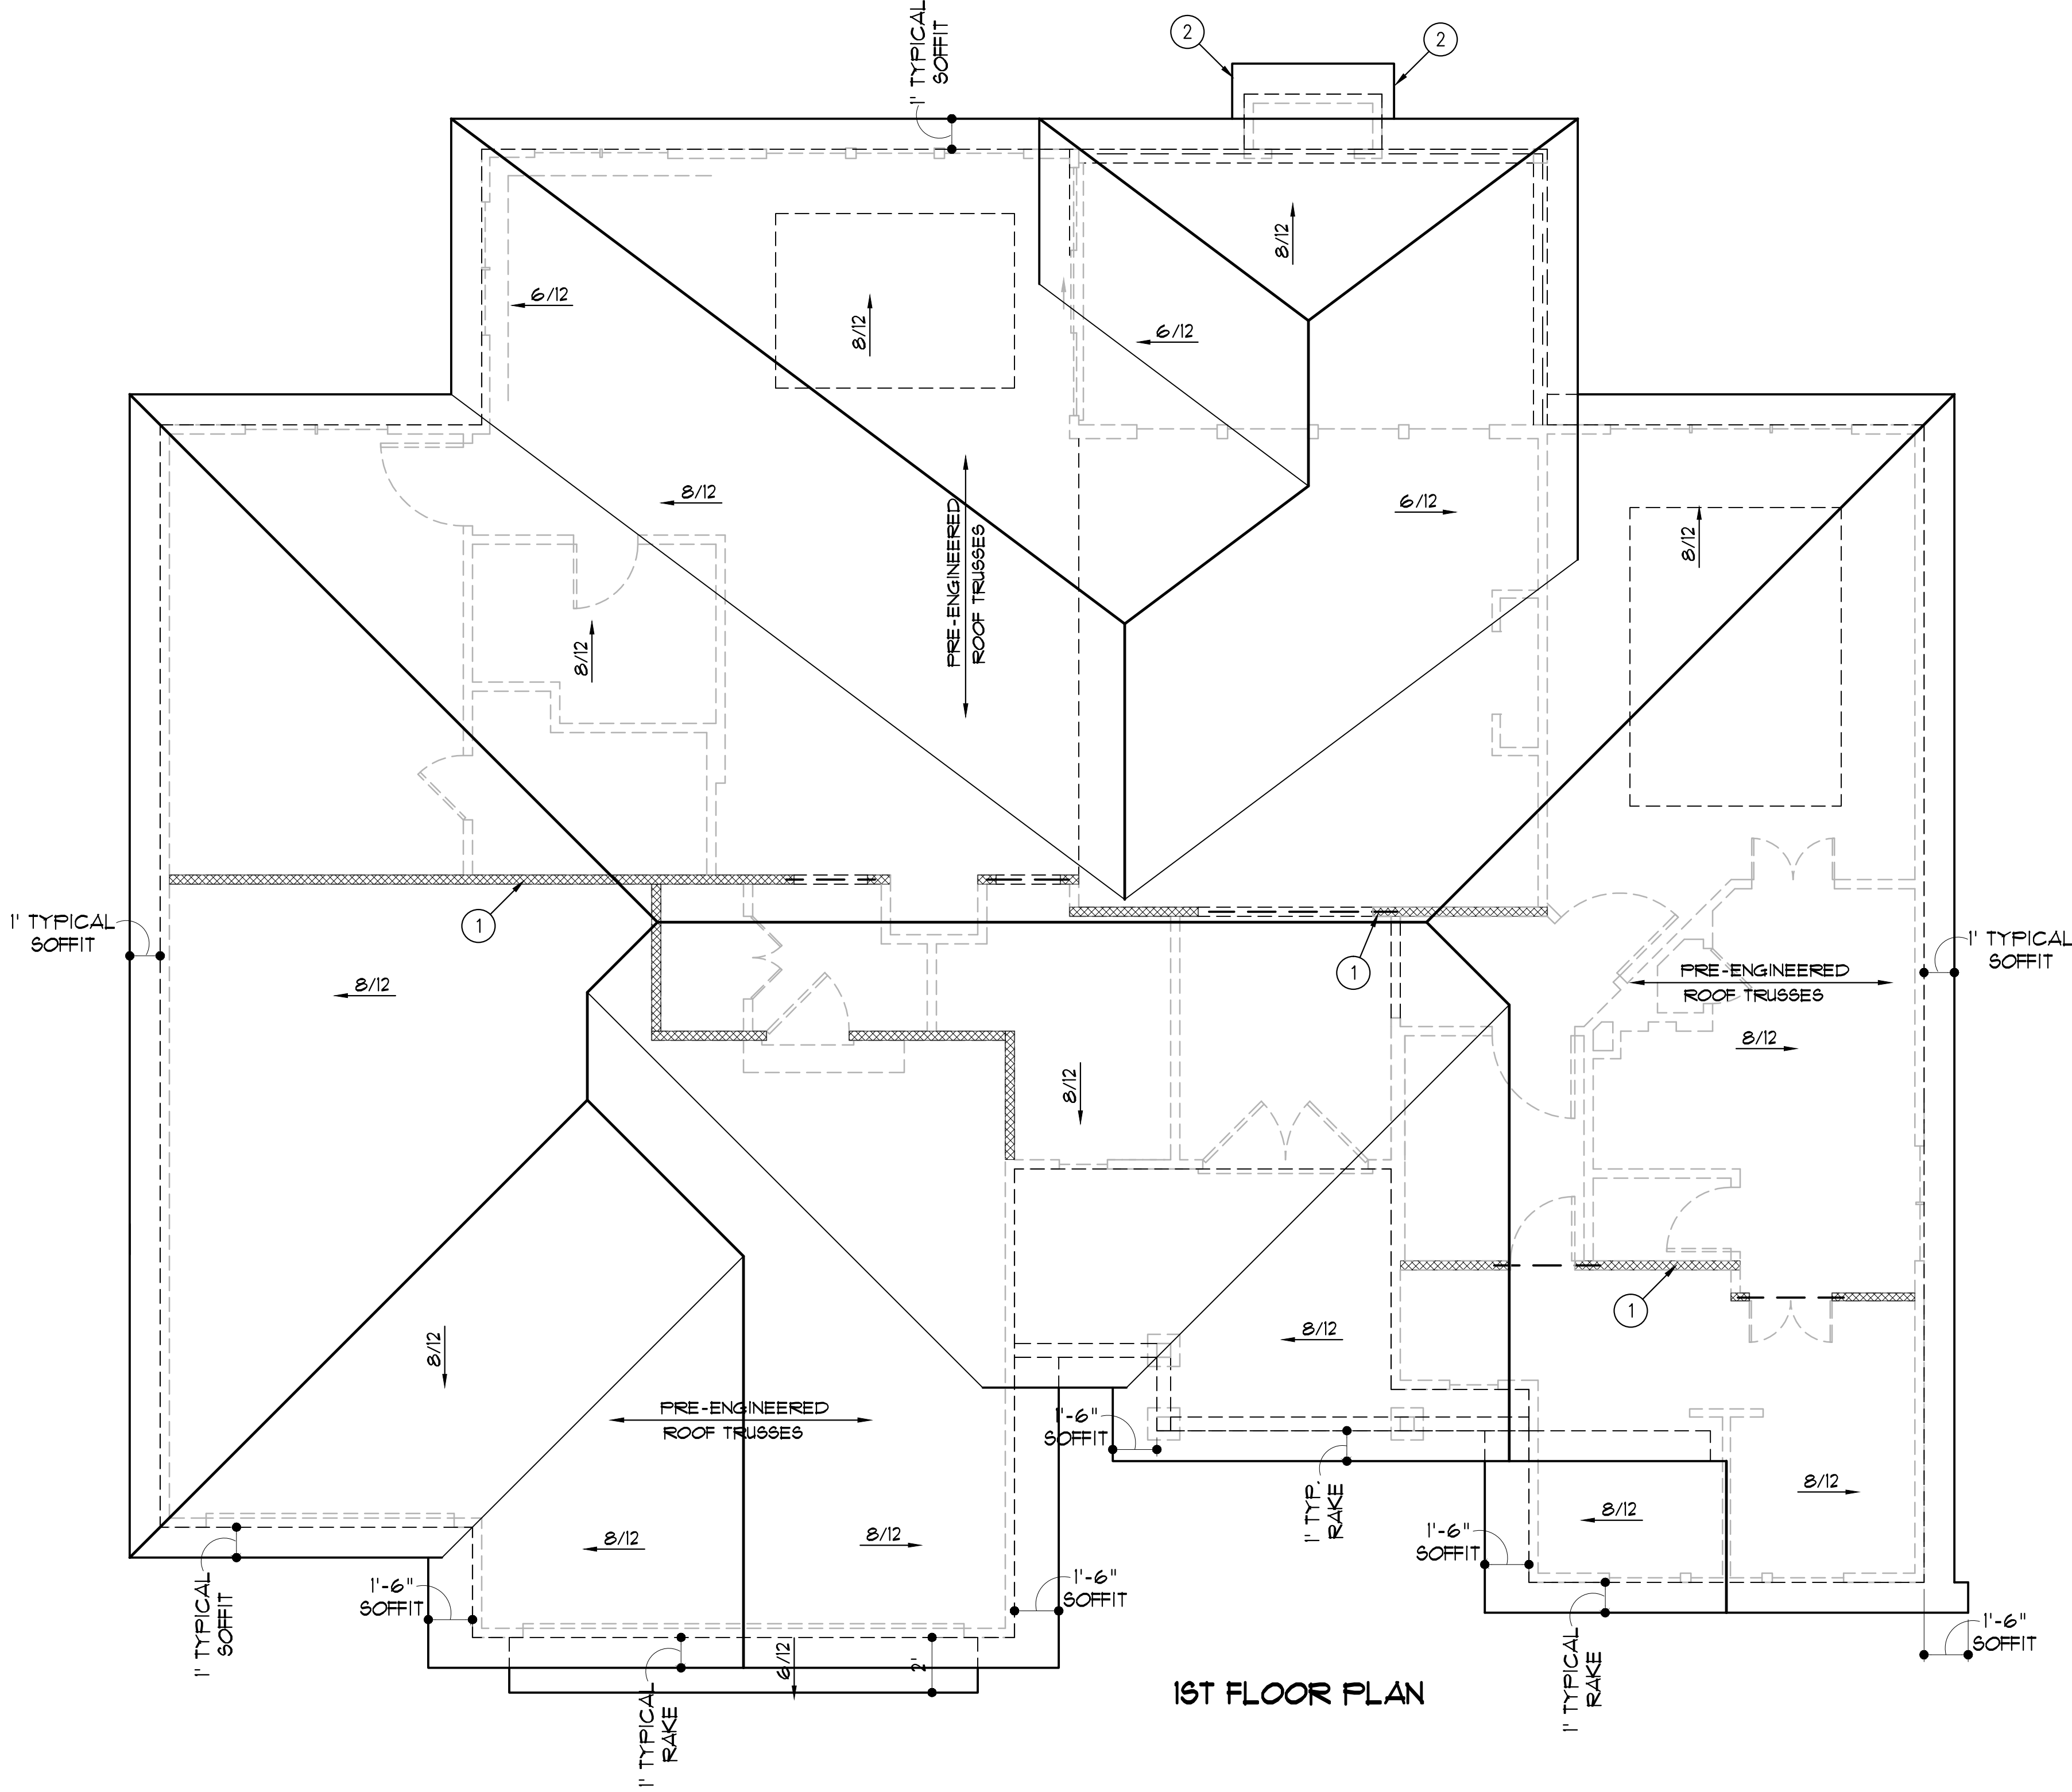 1' TYPICAL
SOFFIT
2
2
8/12
6/12
8/12
6/12
8/12
6/12
8/12
PRE-ENGINEERED
ROOF TRUSSES
8/12
1' TYPICAL
SOFFIT
1
1
1' TYPICAL
SOFFIT
PRE-ENGINEERED
ROOF TRUSSES
8/12
8/12
8/12
1
8/12
8/12
PRE-ENGINEERED
ROOF TRUSSES
1'-6"
SOFFIT
1' TYP.
RAKE
8/12
8/12
1'-6"
SOFFIT
8/12
8/12
1'-6"
SOFFIT
1'-6"
SOFFIT
1' TYPICAL
SOFFIT
6/12
2'
1' TYPICAL
RAKE
1' TYPICAL
RAKE
1'-6"
SOFFIT
1ST FLOOR PLAN